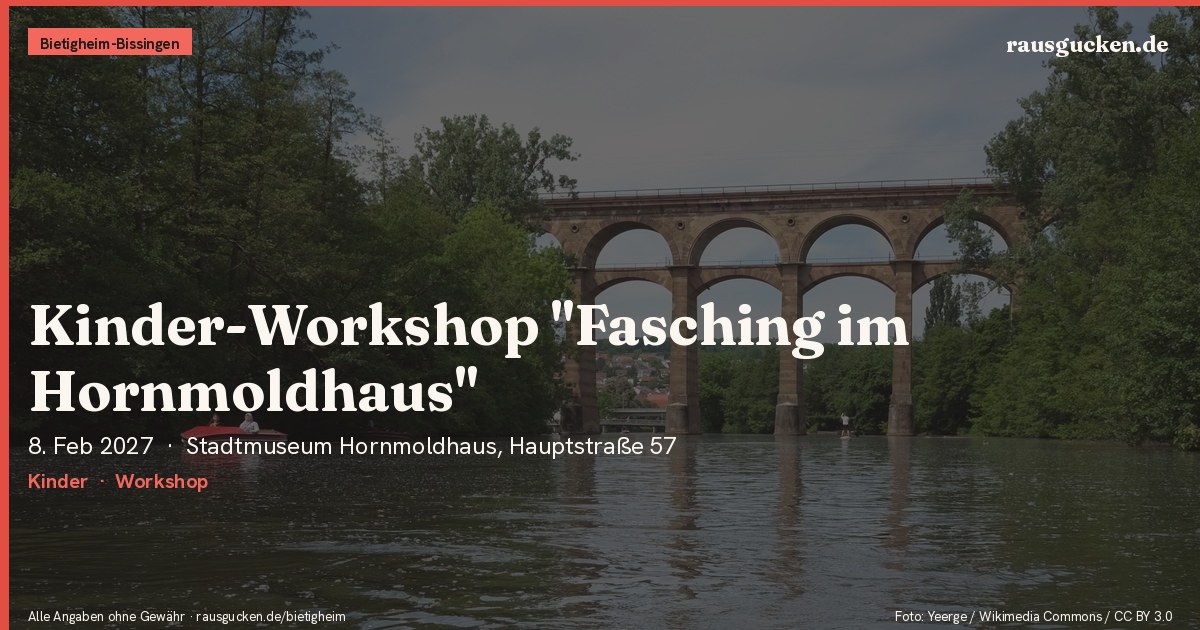 Bietigheim-Bissingen
rausgucken.de
Kinder-Workshop "Fasching im
Hornmoldhaus"
8. Feb 2027 · Stadtmuseum Hornmoldhaus, Hauptstraße 57
Kinder · Workshop
Alle Angaben ohne Gewähr · rausgucken.de/bietigheim
Foto: Yeerge / Wikimedia Commons / CC BY 3.0